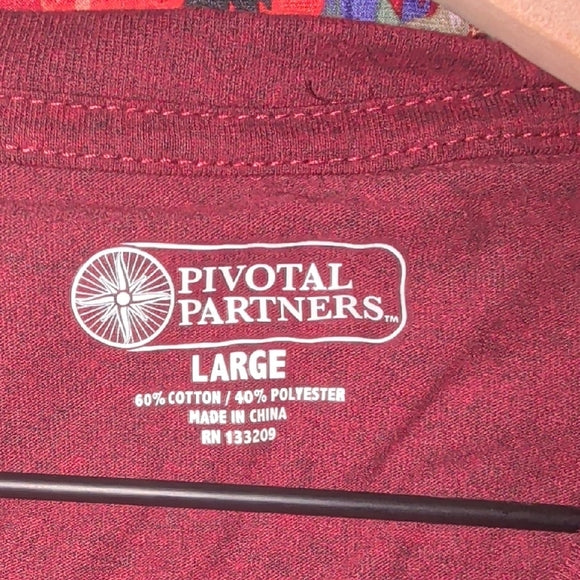 PIVOTAL
PARTNERS™
LARGE
60% COTTON / 40% POLYESTER
MADE IN CHINA
RN 133209